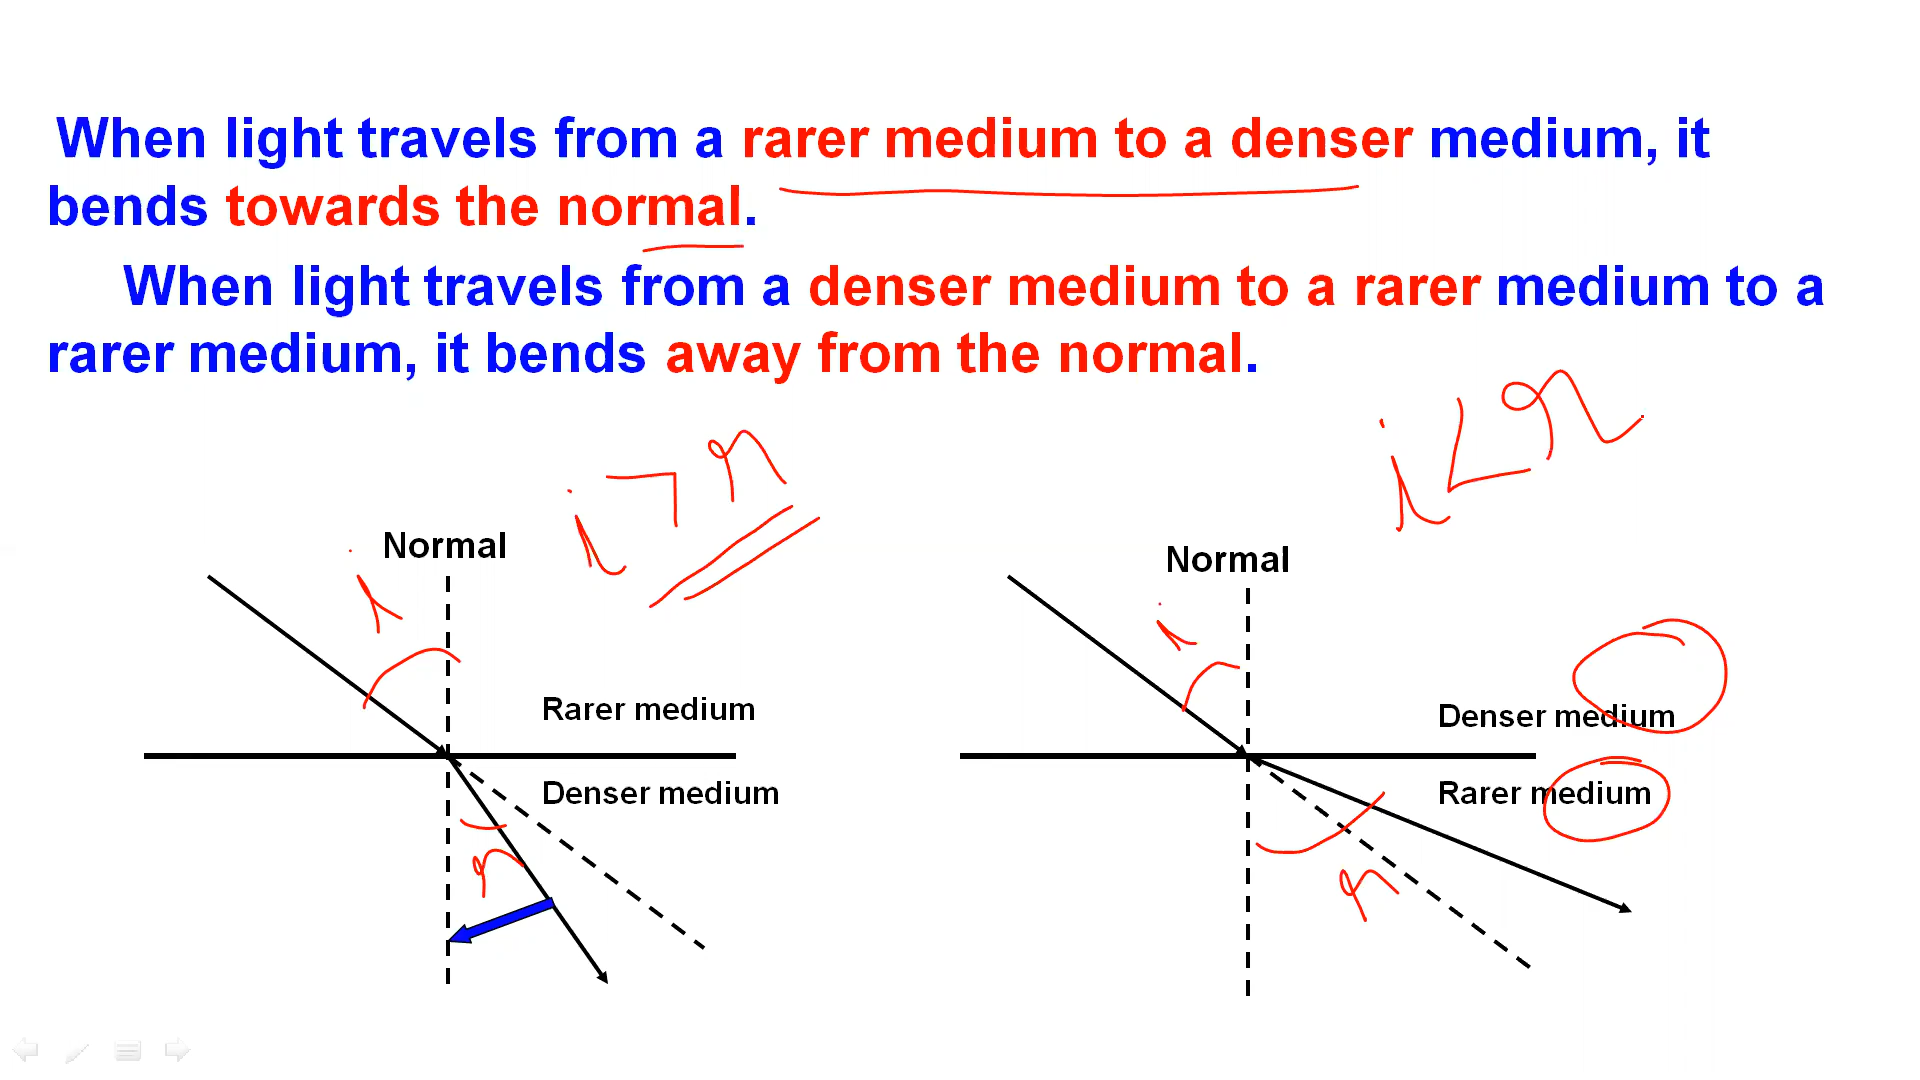 When light travels from a rarer medium to a denser medium, it
bends towards the normal.
When light travels from a denser medium to a rarer medium to a
rarer medium, it bends away from the normal.
i > r
i < r
Normal
i
Rarer medium
Denser medium
r
Normal
i
Denser medium
Rarer medium
r